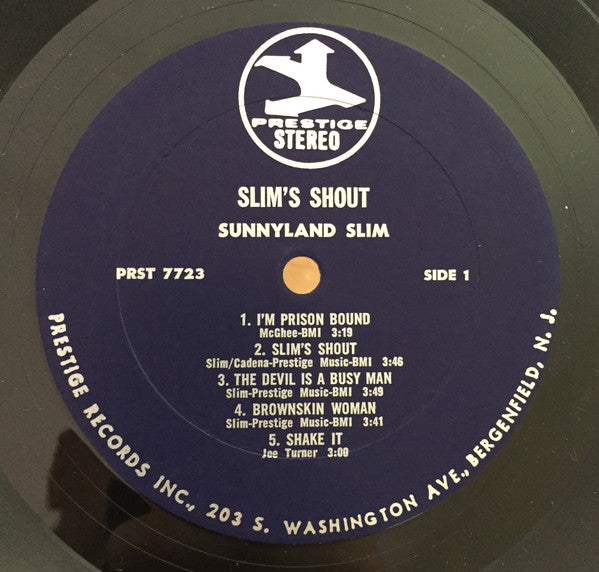 PRESTIGE
STEREO
SLIM'S SHOUT
SUNNYLAND SLIM
PRST 7723
SIDE 1
1. I'M PRISON BOUND
McGhee-BMI 3:19
2. SLIM'S SHOUT
Slim/Cadena-Prestige Music-BMI 3:46
3. THE DEVIL IS A BUSY MAN
Slim-Prestige Music-BMI 3:49
4. BROWNSKIN WOMAN
Slim-Prestige Music-BMI 3:41
5. SHAKE IT
Joe Turner 3:00
PRESTIGE RECORDS INC., 203 S. WASHINGTON AVE., BERGENFIELD, N. J.